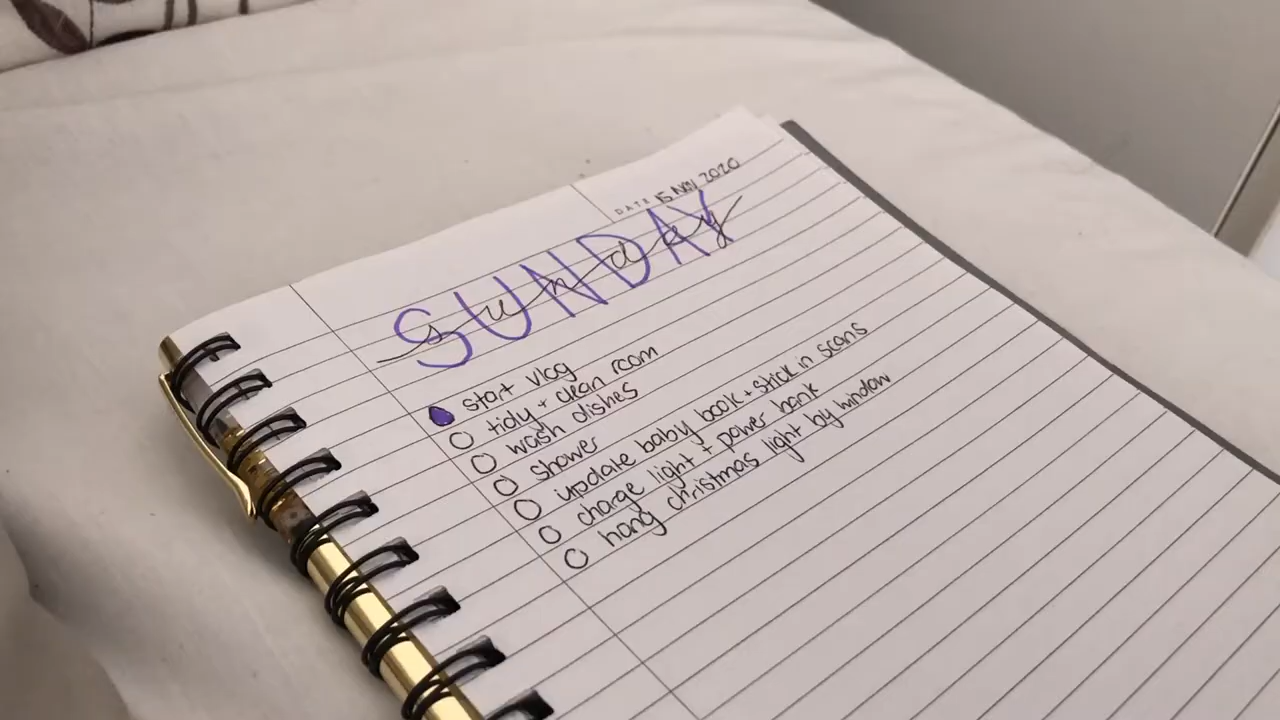 DATE 15 NOV 2020
SUNDAY
sunday
start vlog
tidy + clean room
wash dishes
shower
update baby book + stick in scans
charge light + power bank
hang christmas light by window